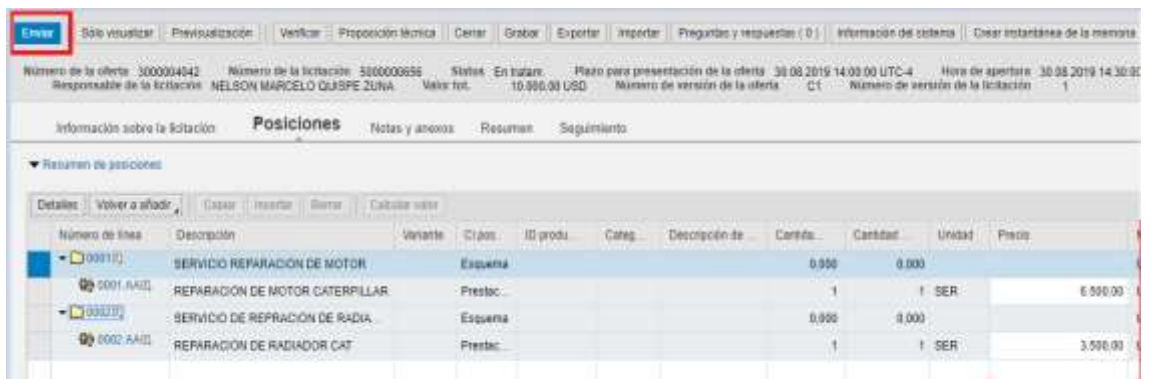 Enviar Sólo visualizar Previsualización Verificar Proposición técnica Cerrar Grabar Exportar Importar Preguntas y respuestas ( 0 ) Información del sistema Crear instantánea de la memoria
Número de la oferta 3000004042 Número de la licitación 5000000656 Status En tratam. Plazo para presentación de la oferta 30.08.2019 14:00:00 UTC-4 Hora de apertura 30.08.2019 14:30:00
Responsable de la licitación NELSON MARCELO QUISPE ZUNA Valor tot. 10.000,00 USD Número de versión de la oferta C1 Número de versión de la licitación 1
Información sobre la licitación Posiciones Notas y anexos Resumen Seguimiento
Resumen de posiciones
Detalles Volver a añadir Copiar Insertar Borrar Calcular valor
Número de línea Descripción Variante Cl.pos. ID produ... Categ... Descripción de ... Cantida... Cantidad ... Unidad Precio
0001 SERVICIO REPARACION DE MOTOR Esquema 0,000 0,000
0001.AA REPARACION DE MOTOR CATERPILLAR Prestac... 1 1 SER 6.500,00
0002 SERVICIO DE REPRACION DE RADIA... Esquema 0,000 0,000
0002.AA REPARACION DE RADIADOR CAT Prestac... 1 1 SER 3.500,00